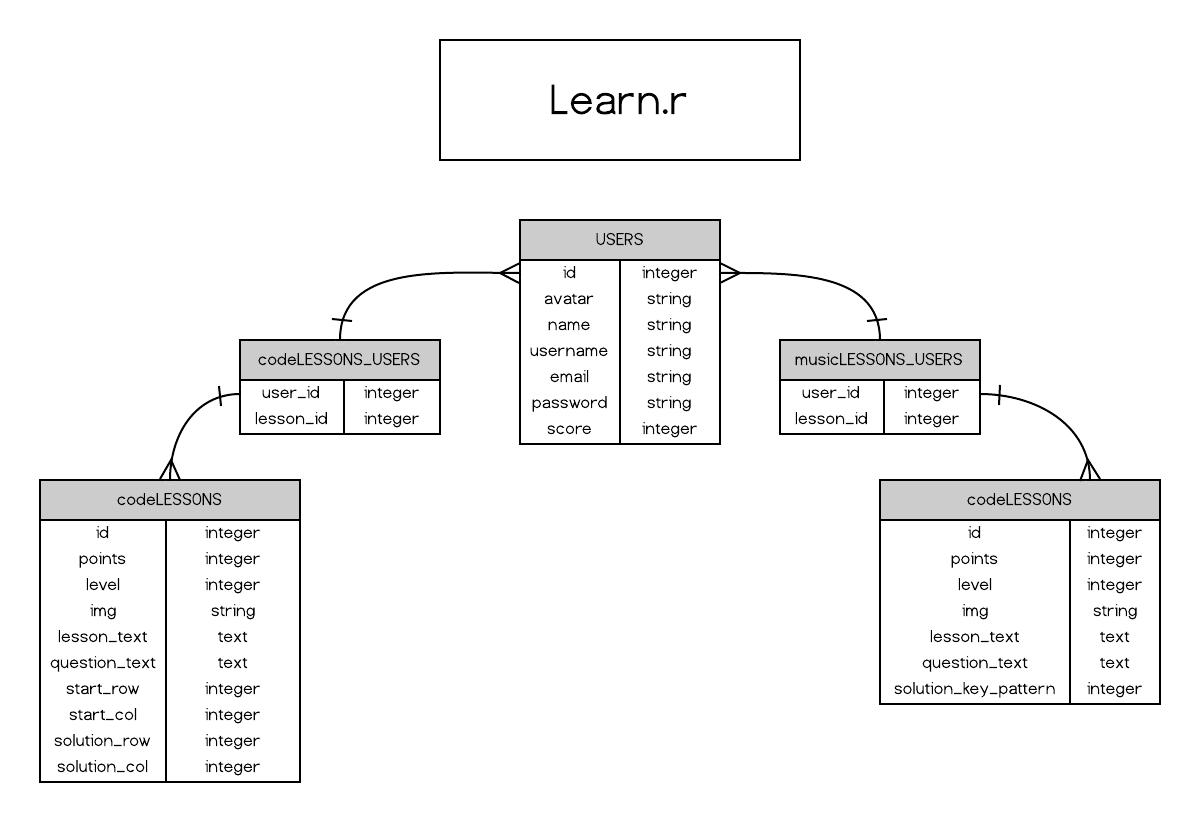 Learn.r
USERS
id integer
avatar string
name string
username string
email string
password string
score integer
codeLESSONS_USERS
user_id integer
lesson_id integer
musicLESSONS_USERS
user_id integer
lesson_id integer
codeLESSONS
id integer
points integer
level integer
img string
lesson_text text
question_text text
start_row integer
start_col integer
solution_row integer
solution_col integer
codeLESSONS
id integer
points integer
level integer
img string
lesson_text text
question_text text
solution_key_pattern integer